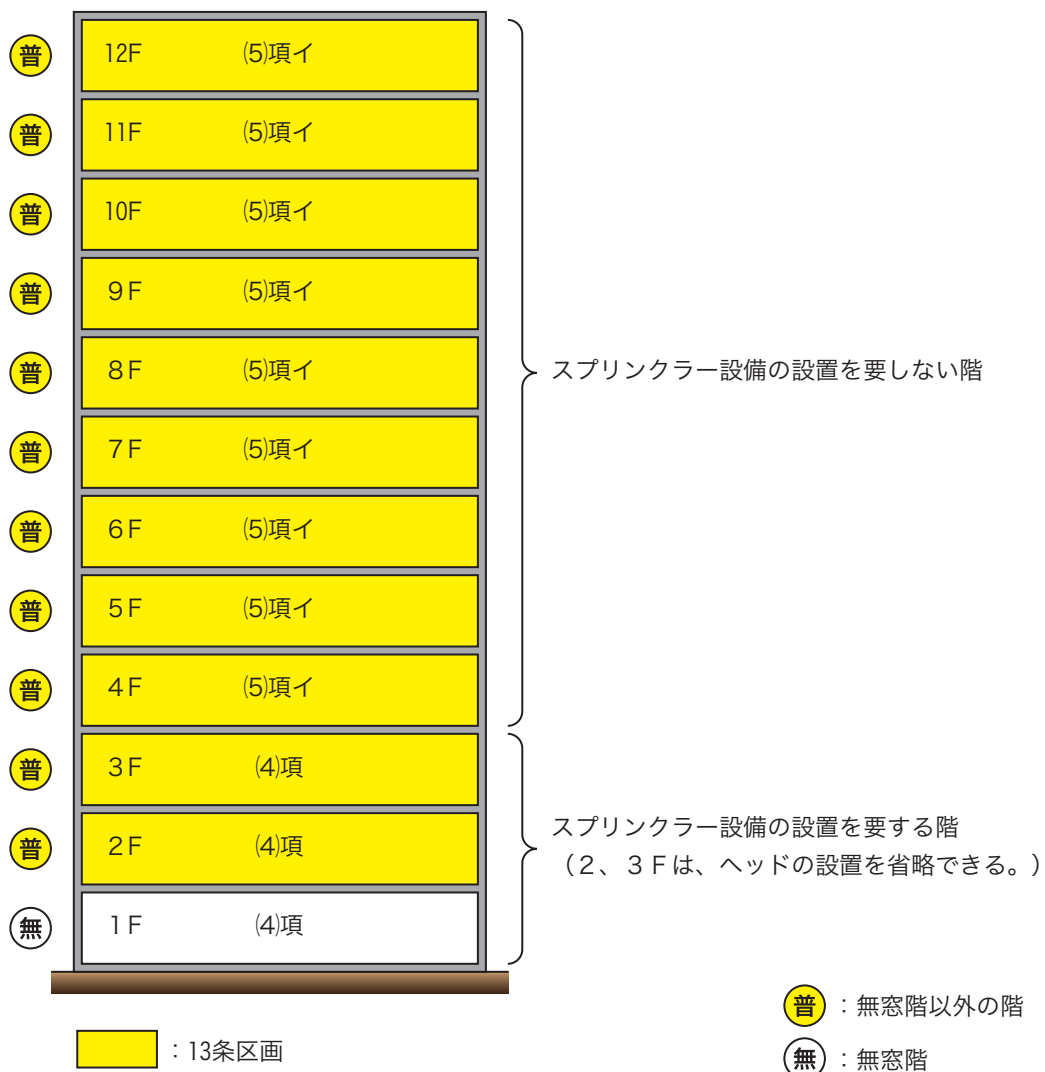 普 12F ⑸項イ
普 11F ⑸項イ
普 10F ⑸項イ
普 9F ⑸項イ
普 8F ⑸項イ
スプリンクラー設備の設置を要しない階
普 7F ⑸項イ
普 6F ⑸項イ
普 5F ⑸項イ
普 4F ⑸項イ
普 3F ⑷項
普 2F ⑷項
スプリンクラー設備の設置を要する階
(2、3Fは、ヘッドの設置を省略できる。)
無 1F ⑷項
:13条区画
普 :無窓階以外の階
無 :無窓階